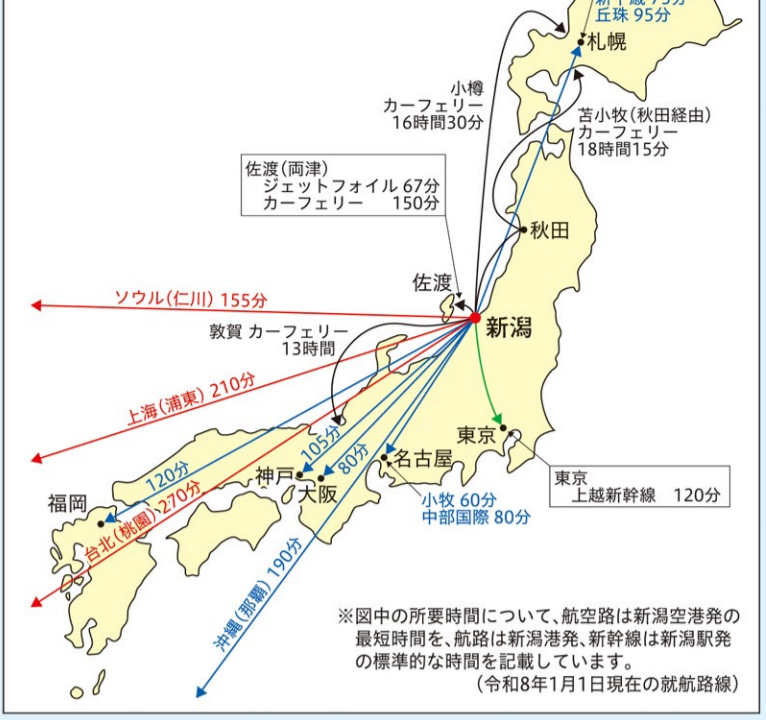 丘珠 95分
札幌
小樽
カーフェリー
16時間30分
苫小牧(秋田経由)
カーフェリー
18時間15分
佐渡(両津)
ジェットフォイル 67分
カーフェリー 150分
秋田
佐渡
ソウル(仁川) 155分
新潟
敦賀 カーフェリー
13時間
上海(浦東) 210分
東京
105分
80分
名古屋
神戸
大阪
120分
東京
上越新幹線 120分
小牧 60分
中部国際 80分
福岡
台北(桃園) 270分
沖縄(那覇) 190分
※図中の所要時間について、航空路は新潟空港発の
最短時間を、航路は新潟港発、新幹線は新潟駅発
の標準的な時間を記載しています。
(令和8年1月1日現在の就航路線)